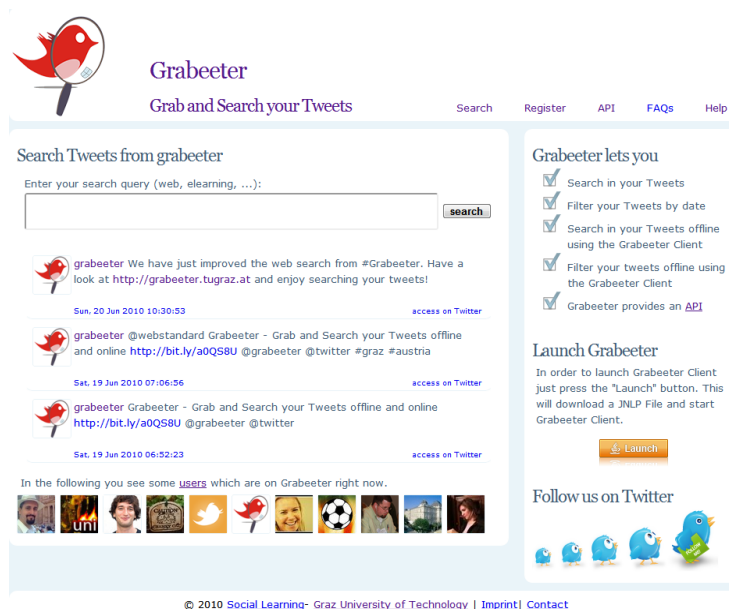 Grabeeter
Grab and Search your Tweets
Search Register API FAQs Help
Search Tweets from grabeeter
Enter your search query (web, elearning, ...):
search
grabeeter We have just improved the web search from #Grabeeter. Have a
look at http://grabeeter.tugraz.at and enjoy searching your tweets!
Sun, 20 Jun 2010 10:30:53 access on Twitter
grabeeter @webstandard Grabeeter - Grab and Search your Tweets offline
and online http://bit.ly/a0QS8U @grabeeter @twitter #graz #austria
Sat, 19 Jun 2010 07:06:56 access on Twitter
grabeeter Grabeeter - Grab and Search your Tweets offline and online
http://bit.ly/a0QS8U @grabeeter @twitter
Sat, 19 Jun 2010 06:52:23 access on Twitter
In the following you see some users which are on Grabeeter right now.
uni
Grabeeter lets you
Search in your Tweets
Filter your Tweets by date
Search in your Tweets offline
using the Grabeeter Client
Filter your tweets offline using
the Grabeeter Client
Grabeeter provides an API
Launch Grabeeter
In order to launch Grabeeter Client
just press the "Launch" button. This
will download a JNLP File and start
Grabeeter Client.
Launch
Follow us on Twitter
FOLLOW
ME
© 2010 Social Learning- Graz University of Technology | Imprint| Contact